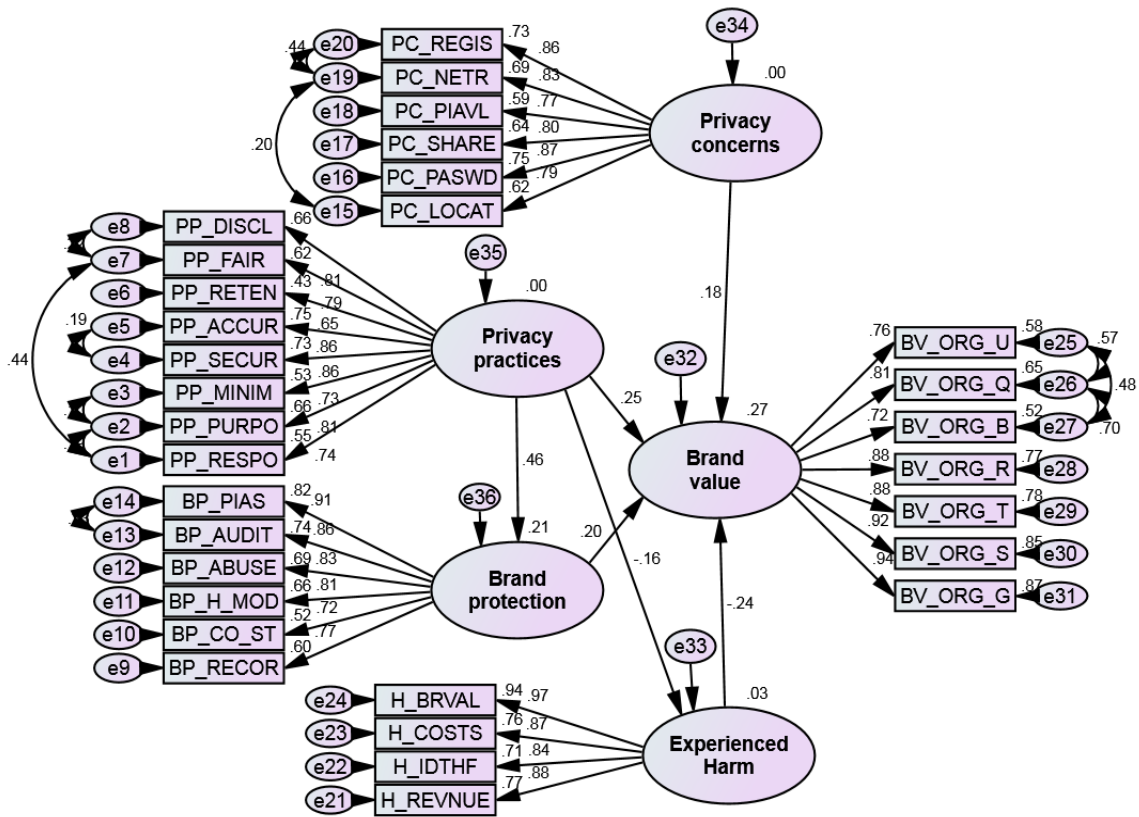 e34
.73
e20
PC_REGIS
.86
.44
.00
e19
PC_NETR
.69
.83
e18
PC_PIAVL
.59
.77
Privacy
concerns
e17
PC_SHARE
.64
.80
.20
e16
PC_PASWD
.75
.87
e15
PC_LOCAT
.62
.79
e8
PP_DISCL
.66
e35
e7
PP_FAIR
.62
.81
.00
e6
PP_RETEN
.43
.79
.18
.19
e5
PP_ACCUR
.75
.65
Privacy
practices
e4
PP_SECUR
.73
.86
.44
e3
PP_MINIM
.53
.86
e2
PP_PURPO
.66
.73
e1
PP_RESPO
.55
.81
.74
e32
.25
.27
Brand
value
.76
BV_ORG_U
.58
e25
.57
.81
BV_ORG_Q
.65
e26
.48
.72
BV_ORG_B
.52
e27
.70
.88
BV_ORG_R
.77
e28
.88
BV_ORG_T
.78
e29
.92
BV_ORG_S
.85
e30
.94
BV_ORG_G
.87
e31
.46
e36
e14
BP_PIAS
.82
.91
e13
BP_AUDIT
.74
.86
.21
.20
e12
BP_ABUSE
.69
.83
-.16
e11
BP_H_MOD
.66
.81
Brand
protection
e10
BP_CO_ST
.52
.72
e9
BP_RECOR
.60
.77
-.24
e33
.03
e24
H_BRVAL
.94
.97
e23
H_COSTS
.76
.87
Experienced
Harm
e22
H_IDTHF
.71
.84
e21
H_REVNUE
.77
.88